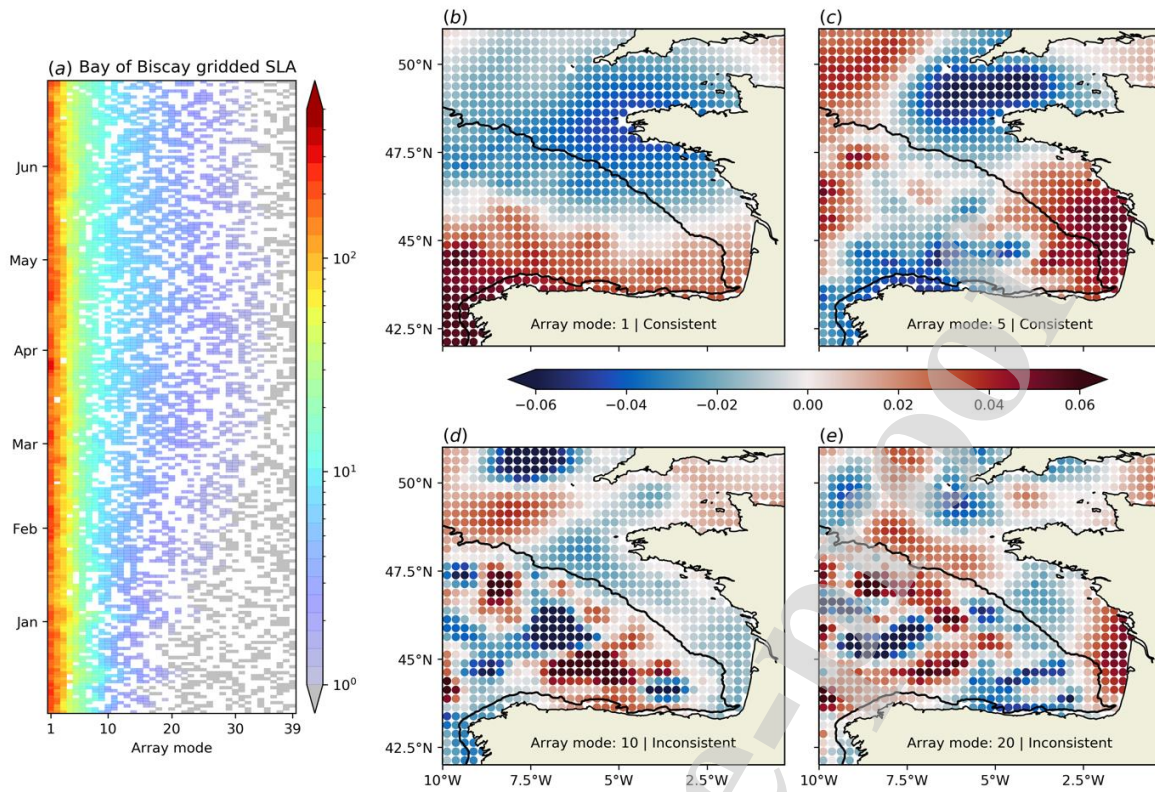 (a) Bay of Biscay gridded SLA
Jun
May
Apr
Mar
Feb
Jan
1 10 20 30 39
Array mode
10²
10¹
10⁰
(b)
50°N
47.5°N
45°N
42.5°N
Array mode: 1 | Consistent
(c)
Array mode: 5 | Consistent
−0.06 −0.04 −0.02 0.00 0.02 0.04 0.06
(d)
50°N
47.5°N
45°N
42.5°N
Array mode: 10 | Inconsistent
10°W 7.5°W 5°W 2.5°W
(e)
Array mode: 20 | Inconsistent
10°W 7.5°W 5°W 2.5°W